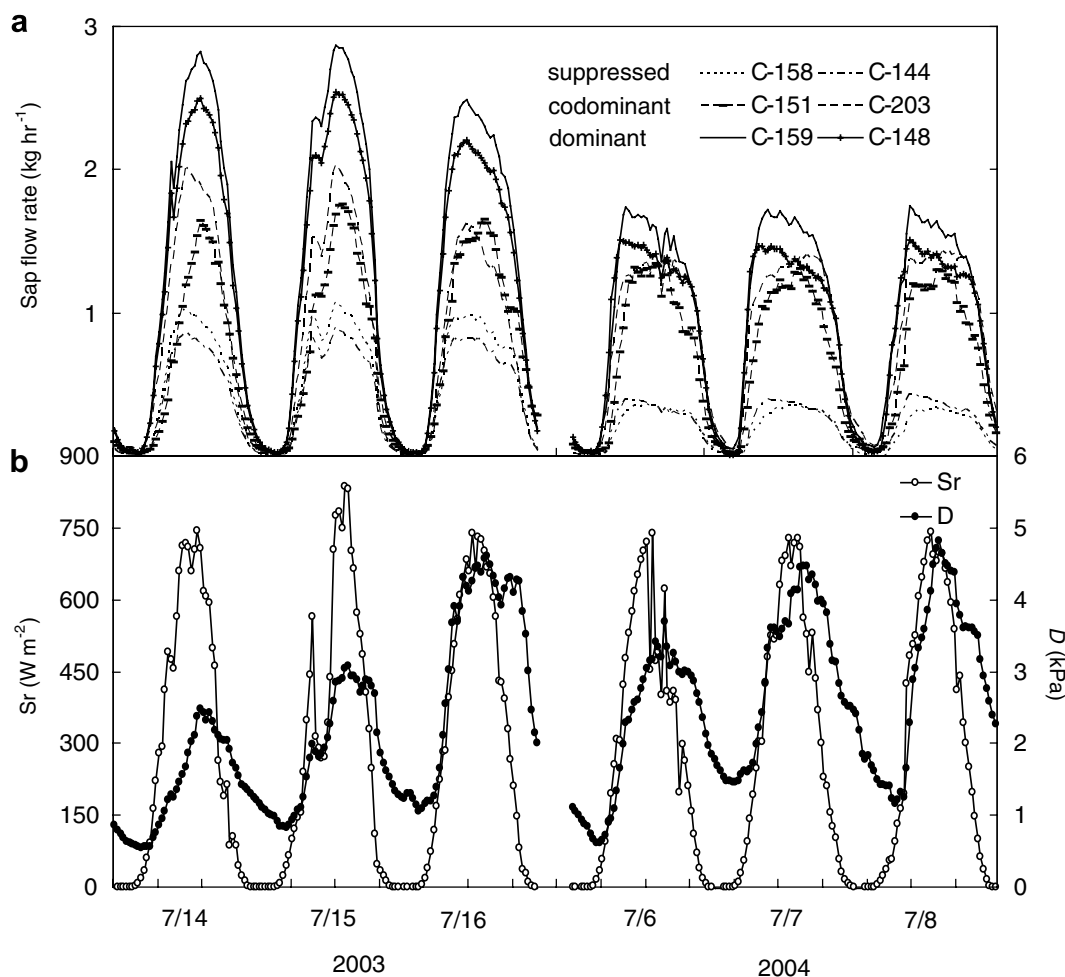 a
3
2
1
Sap flow rate (kg hr⁻¹)
suppressed C-158 C-144
codominant C-151 C-203
dominant C-159 C-148
b
900
750
600
450
300
150
0
Sr (W m⁻²)
Sr
D
6
5
4
3
2
1
0
D (kPa)
7/14 7/15 7/16 7/6 7/7 7/8
2003 2004